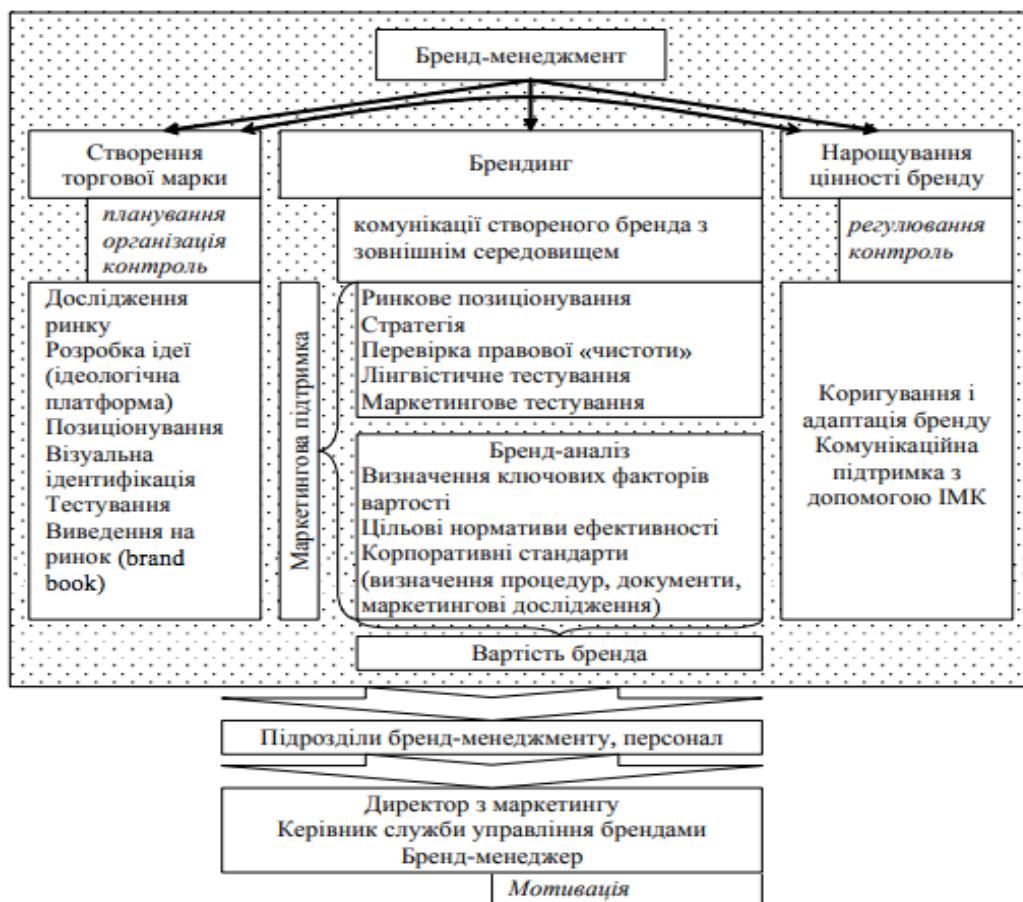 Бренд-менеджмент
Створення
торгової марки
Брендинг
Нарощування
цінності бренду
планування
організація
контроль
комунікації створеного бренда з
зовнішнім середовищем
регулювання
контроль
Дослідження
ринку
Розробка ідеї
(ідеологічна
платформа)
Позиціонування
Візуальна
ідентифікація
Тестування
Виведення на
ринок (brand
book)
Маркетингова підтримка
Ринкове позиціонування
Стратегія
Перевірка правової «чистоти»
Лінгвістичне тестування
Маркетингове тестування
Бренд-аналіз
Визначення ключових факторів
вартості
Цільові нормативи ефективності
Корпоративні стандарти
(визначення процедур, документи,
маркетингові дослідження)
Коригування і
адаптація бренду
Комунікаційна
підтримка з
допомогою ІМК
Вартість бренда
Підрозділи бренд-менеджменту, персонал
Директор з маркетингу
Керівник служби управління брендами
Бренд-менеджер
Мотивація